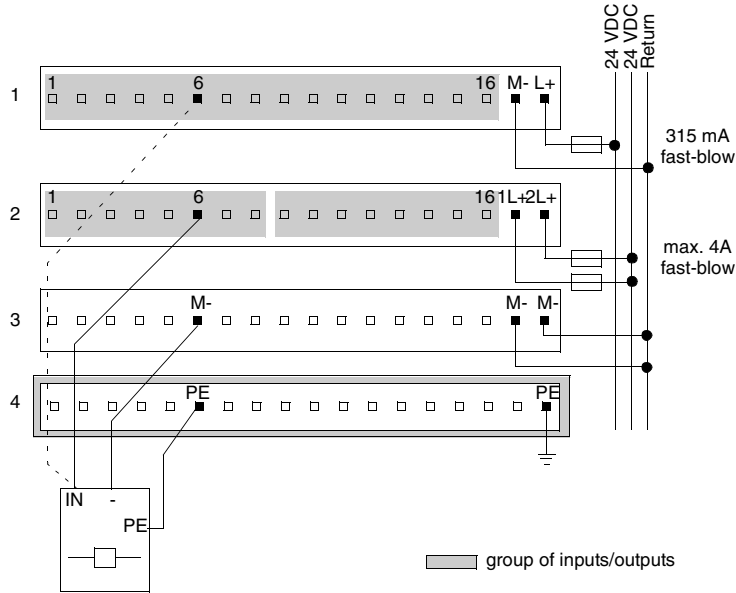 24 VDC
24 VDC
Return
1
1
6
16
M-
L+
315 mA
fast-blow
2
1
6
16
1L+
2L+
max. 4A
fast-blow
3
M-
M-
M-
4
PE
PE
IN
-
PE
group of inputs/outputs